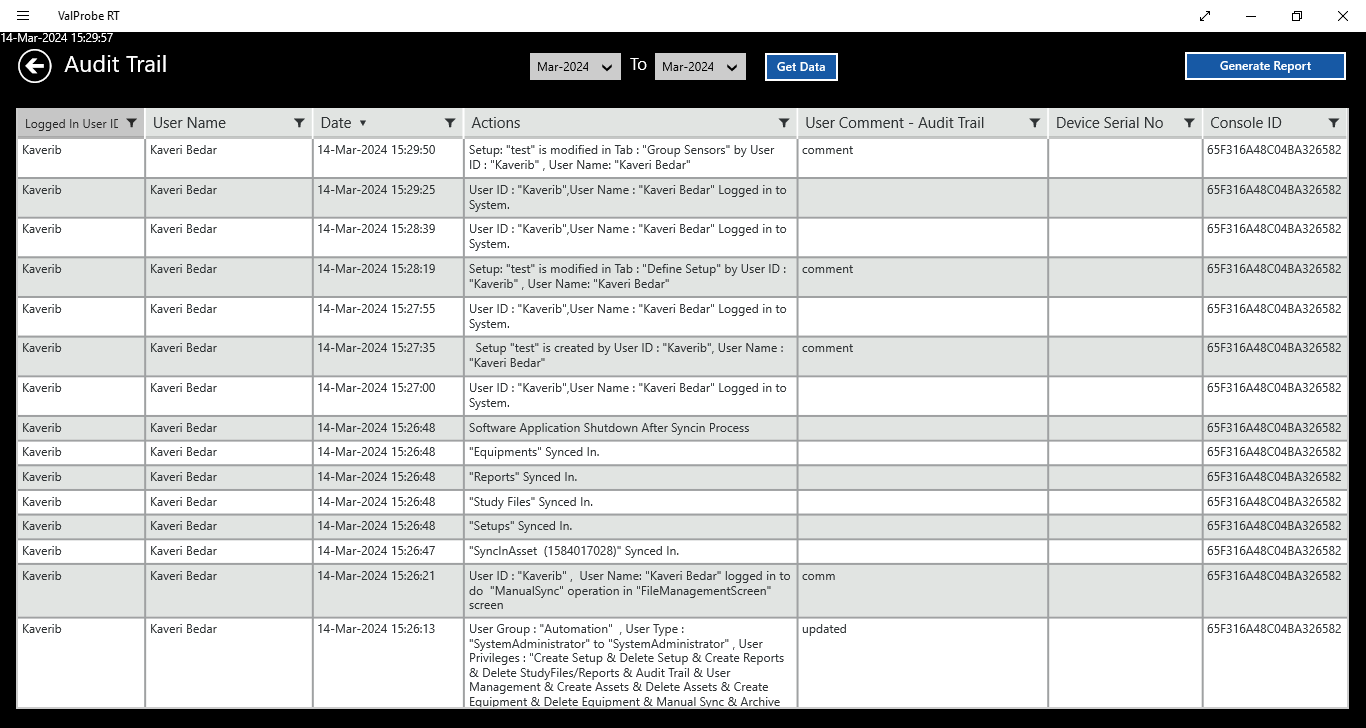 ValProbe RT
14-Mar-2024 15:29:57
Audit Trail
Mar-2024 To Mar-2024 Get Data Generate Report
Logged In User ID User Name Date Actions User Comment - Audit Trail Device Serial No Console ID
Kaverib Kaveri Bedar 14-Mar-2024 15:29:50 Setup: "test" is modified in Tab : "Group Sensors" by User comment 65F316A48C04BA326582
ID : "Kaverib" , User Name: "Kaveri Bedar"
Kaverib Kaveri Bedar 14-Mar-2024 15:29:25 User ID : "Kaverib",User Name : "Kaveri Bedar" Logged in to 65F316A48C04BA326582
System.
Kaverib Kaveri Bedar 14-Mar-2024 15:28:39 User ID : "Kaverib",User Name : "Kaveri Bedar" Logged in to 65F316A48C04BA326582
System.
Kaverib Kaveri Bedar 14-Mar-2024 15:28:19 Setup: "test" is modified in Tab : "Define Setup" by User ID : comment 65F316A48C04BA326582
"Kaverib" , User Name: "Kaveri Bedar"
Kaverib Kaveri Bedar 14-Mar-2024 15:27:55 User ID : "Kaverib",User Name : "Kaveri Bedar" Logged in to 65F316A48C04BA326582
System.
Kaverib Kaveri Bedar 14-Mar-2024 15:27:35 Setup "test" is created by User ID : "Kaverib", User Name : comment 65F316A48C04BA326582
"Kaveri Bedar"
Kaverib Kaveri Bedar 14-Mar-2024 15:27:00 User ID : "Kaverib",User Name : "Kaveri Bedar" Logged in to 65F316A48C04BA326582
System.
Kaverib Kaveri Bedar 14-Mar-2024 15:26:48 Software Application Shutdown After Syncin Process 65F316A48C04BA326582
Kaverib Kaveri Bedar 14-Mar-2024 15:26:48 "Equipments" Synced In. 65F316A48C04BA326582
Kaverib Kaveri Bedar 14-Mar-2024 15:26:48 "Reports" Synced In. 65F316A48C04BA326582
Kaverib Kaveri Bedar 14-Mar-2024 15:26:48 "Study Files" Synced In. 65F316A48C04BA326582
Kaverib Kaveri Bedar 14-Mar-2024 15:26:48 "Setups" Synced In. 65F316A48C04BA326582
Kaverib Kaveri Bedar 14-Mar-2024 15:26:47 "SyncInAsset (1584017028)" Synced In. 65F316A48C04BA326582
Kaverib Kaveri Bedar 14-Mar-2024 15:26:21 User ID : "Kaverib" , User Name: "Kaveri Bedar" logged in to comm 65F316A48C04BA326582
do "ManualSync" operation in "FileManagementScreen"
screen
Kaverib Kaveri Bedar 14-Mar-2024 15:26:13 User Group : "Automation" , User Type : updated 65F316A48C04BA326582
"SystemAdministrator" to "SystemAdministrator" , User
Privileges : "Create Setup & Delete Setup & Create Reports
& Delete StudyFiles/Reports & Audit Trail & User
Management & Create Assets & Delete Assets & Create
Equipment & Delete Equipment & Manual Sync & Archive